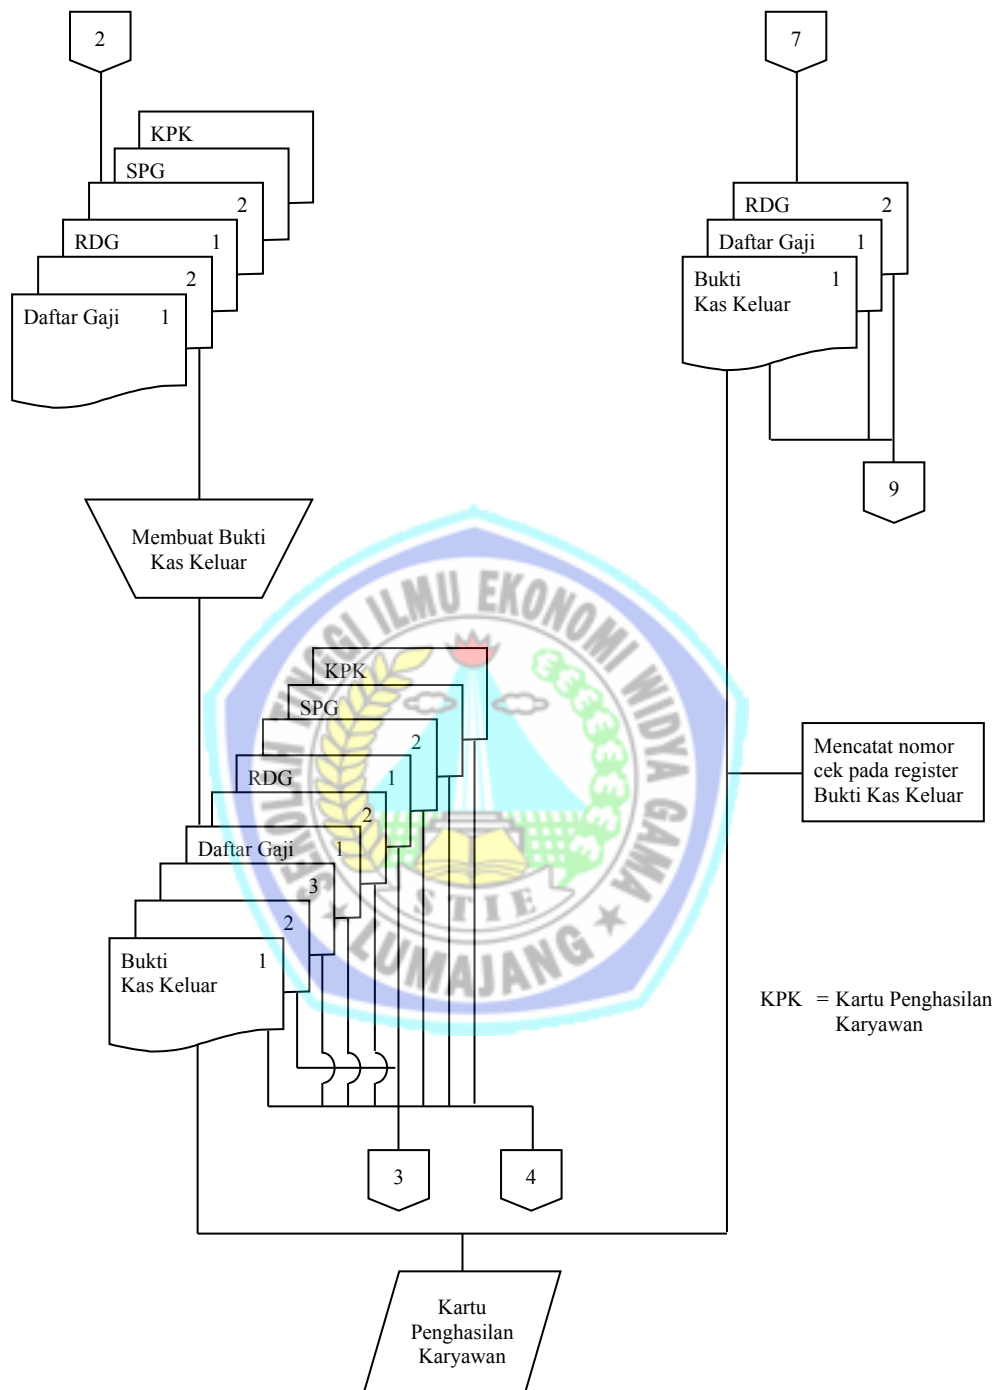 2
KPK
SPG
2
RDG 1
2
Daftar Gaji 1
Membuat Bukti
Kas Keluar
KPK
SPG
2
RDG 1
2
Daftar Gaji 1
3
2
Bukti 1
Kas Keluar
3
4
7
RDG 2
Daftar Gaji 1
Bukti 1
Kas Keluar
9
Mencatat nomor
cek pada register
Bukti Kas Keluar
KPK = Kartu Penghasilan
Karyawan
Kartu
Penghasilan
Karyawan
SEKOLAH TINGGI ILMU EKONOMI WIDYA GAMA
STIE
LUMAJANG